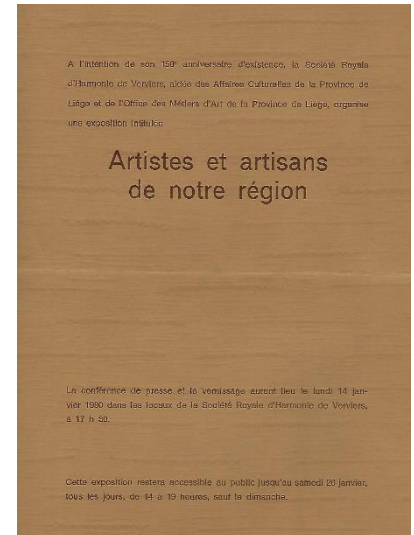 A l'intention de son 150e anniversaire d'existence, la Société Royale
d'Harmonie de Verviers, aidée des Affaires Culturelles de la Province de
Liège et de l'Office des Métiers d'Art de la Province de Liège, organise
une exposition intitulée
Artistes et artisans
de notre région
La conférence de presse et le vernissage auront lieu le lundi 14 jan-
vier 1980 dans les locaux de la Société Royale d'Harmonie de Verviers,
à 17 h 30.
Cette exposition restera accessible au public jusqu'au samedi 26 janvier,
tous les jours, de 14 à 19 heures, sauf le dimanche.